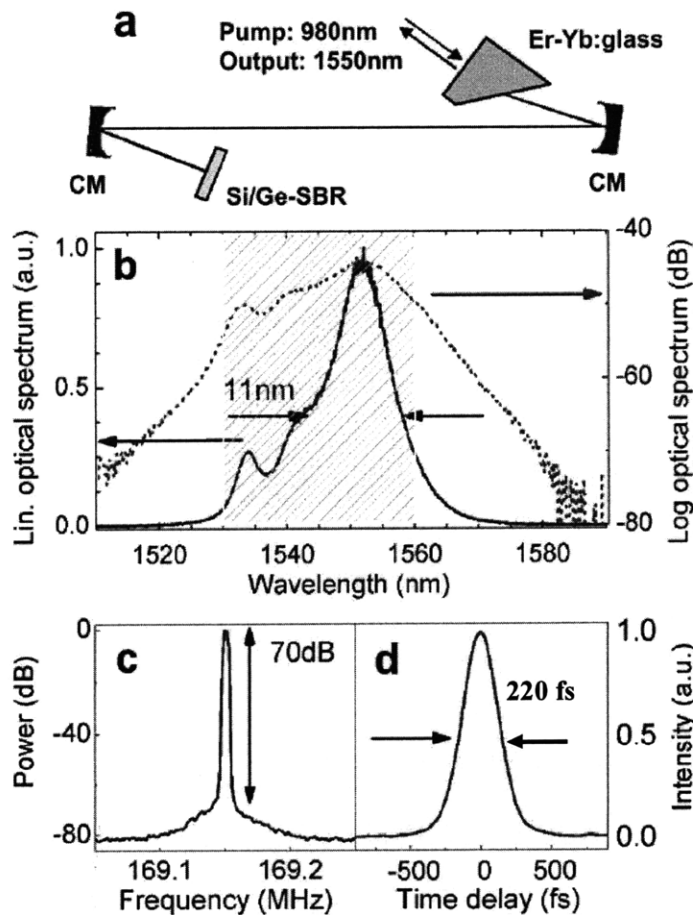 a
Pump: 980nm
Output: 1550nm
Er-Yb:glass
CM
Si/Ge-SBR
CM
b
11nm
Lin. optical spectrum (a.u.)
1.0
0.5
0.0
Log optical spectrum (dB)
-40
-60
-80
1520 1540 1560 1580
Wavelength (nm)
c
70dB
Power (dB)
0
-40
-80
169.1 169.2
Frequency (MHz)
d
220 fs
Intensity (a.u.)
1.0
0.5
0.0
-500 0 500
Time delay (fs)